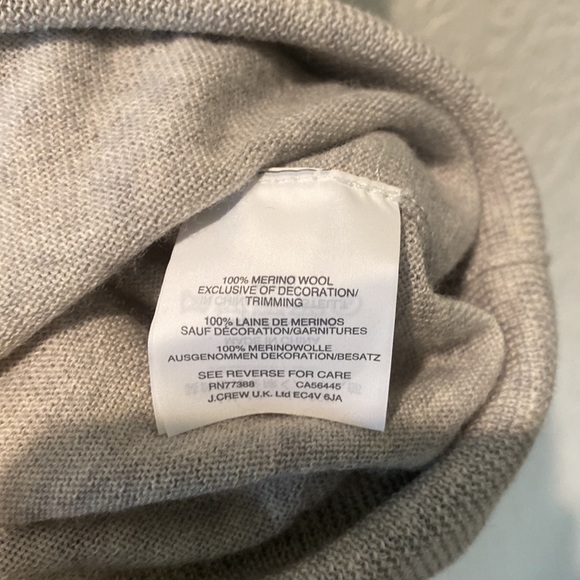 100% MERINO WOOL
EXCLUSIVE OF DECORATION/
TRIMMING
100% LAINE DE MERINOS
SAUF DÉCORATION/GARNITURES
100% MERINOWOLLE
AUSGENOMMEN DEKORATION/BESATZ
SEE REVERSE FOR CARE
RN77388 CA56445
J.CREW U.K. Ltd EC4V 6JA